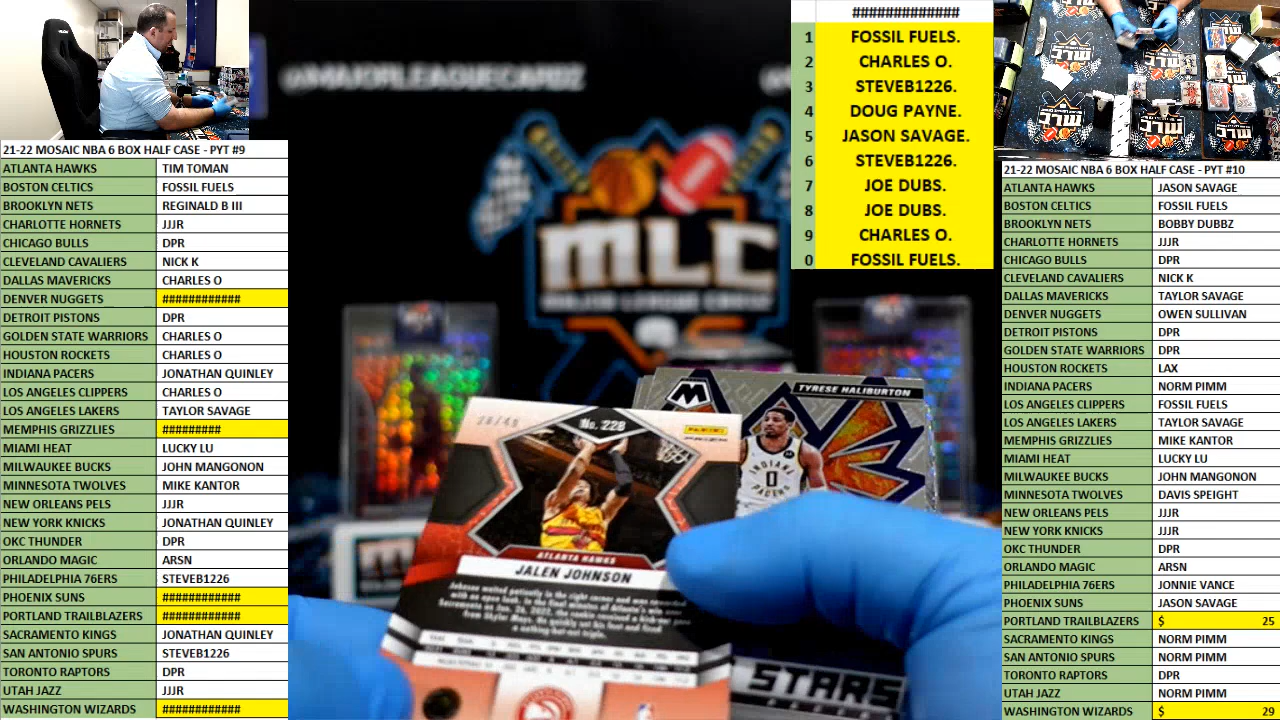 21-22 MOSAIC NBA 6 BOX HALF CASE - PYT #9
ATLANTA HAWKS TIM TOMAN
BOSTON CELTICS FOSSIL FUELS
BROOKLYN NETS REGINALD B III
CHARLOTTE HORNETS JJJR
CHICAGO BULLS DPR
CLEVELAND CAVALIERS NICK K
DALLAS MAVERICKS CHARLES O
DENVER NUGGETS ############
DETROIT PISTONS DPR
GOLDEN STATE WARRIORS CHARLES O
HOUSTON ROCKETS CHARLES O
INDIANA PACERS JONATHAN QUINLEY
LOS ANGELES CLIPPERS CHARLES O
LOS ANGELES LAKERS TAYLOR SAVAGE
MEMPHIS GRIZZLIES #########
MIAMI HEAT LUCKY LU
MILWAUKEE BUCKS JOHN MANGONON
MINNESOTA TWOLVES MIKE KANTOR
NEW ORLEANS PELS JJJR
NEW YORK KNICKS JONATHAN QUINLEY
OKC THUNDER DPR
ORLANDO MAGIC ARSN
PHILADELPHIA 76ERS STEVEB1226
PHOENIX SUNS ############
PORTLAND TRAILBLAZERS ############
SACRAMENTO KINGS JONATHAN QUINLEY
SAN ANTONIO SPURS STEVEB1226
TORONTO RAPTORS DPR
UTAH JAZZ JJJR
WASHINGTON WIZARDS ############
@MAJORLEAGUECARDZ
MLC
#############
1 FOSSIL FUELS.
2 CHARLES O.
3 STEVEB1226.
4 DOUG PAYNE.
5 JASON SAVAGE.
6 STEVEB1226.
7 JOE DUBS.
8 JOE DUBS.
9 CHARLES O.
0 FOSSIL FUELS.
No. 228
PANINI
ATLANTA HAWKS
JALEN JOHNSON
TYRESE HALIBURTON
INDIANA
0
PACERS
STARS
MLC
MLC
MLC
21-22 MOSAIC NBA 6 BOX HALF CASE - PYT #10
ATLANTA HAWKS JASON SAVAGE
BOSTON CELTICS FOSSIL FUELS
BROOKLYN NETS BOBBY DUBBZ
CHARLOTTE HORNETS JJJR
CHICAGO BULLS DPR
CLEVELAND CAVALIERS NICK K
DALLAS MAVERICKS TAYLOR SAVAGE
DENVER NUGGETS OWEN SULLIVAN
DETROIT PISTONS DPR
GOLDEN STATE WARRIORS DPR
HOUSTON ROCKETS LAX
INDIANA PACERS NORM PIMM
LOS ANGELES CLIPPERS FOSSIL FUELS
LOS ANGELES LAKERS TAYLOR SAVAGE
MEMPHIS GRIZZLIES MIKE KANTOR
MIAMI HEAT LUCKY LU
MILWAUKEE BUCKS JOHN MANGONON
MINNESOTA TWOLVES DAVIS SPEIGHT
NEW ORLEANS PELS JJJR
NEW YORK KNICKS JJJR
OKC THUNDER DPR
ORLANDO MAGIC ARSN
PHILADELPHIA 76ERS JONNIE VANCE
PHOENIX SUNS JASON SAVAGE
PORTLAND TRAILBLAZERS $ 25
SACRAMENTO KINGS NORM PIMM
SAN ANTONIO SPURS NORM PIMM
TORONTO RAPTORS DPR
UTAH JAZZ NORM PIMM
WASHINGTON WIZARDS $ 29